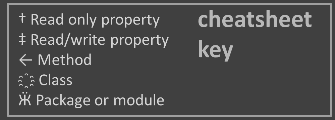 † Read only property
‡ Read/write property
← Method
҉ Class
Ӝ Package or module
cheatsheet
key